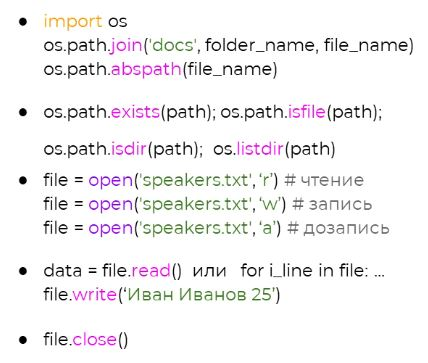 ● import os
os.path.join('docs', folder_name, file_name)
os.path.abspath(file_name)
● os.path.exists(path); os.path.isfile(path);
os.path.isdir(path); os.listdir(path)
● file = open('speakers.txt', ‘r’) # чтение
file = open('speakers.txt', ‘w’) # запись
file = open('speakers.txt', ‘a’) # дозапись
● data = file.read() или for i_line in file: ...
file.write(‘Иван Иванов 25’)
● file.close()